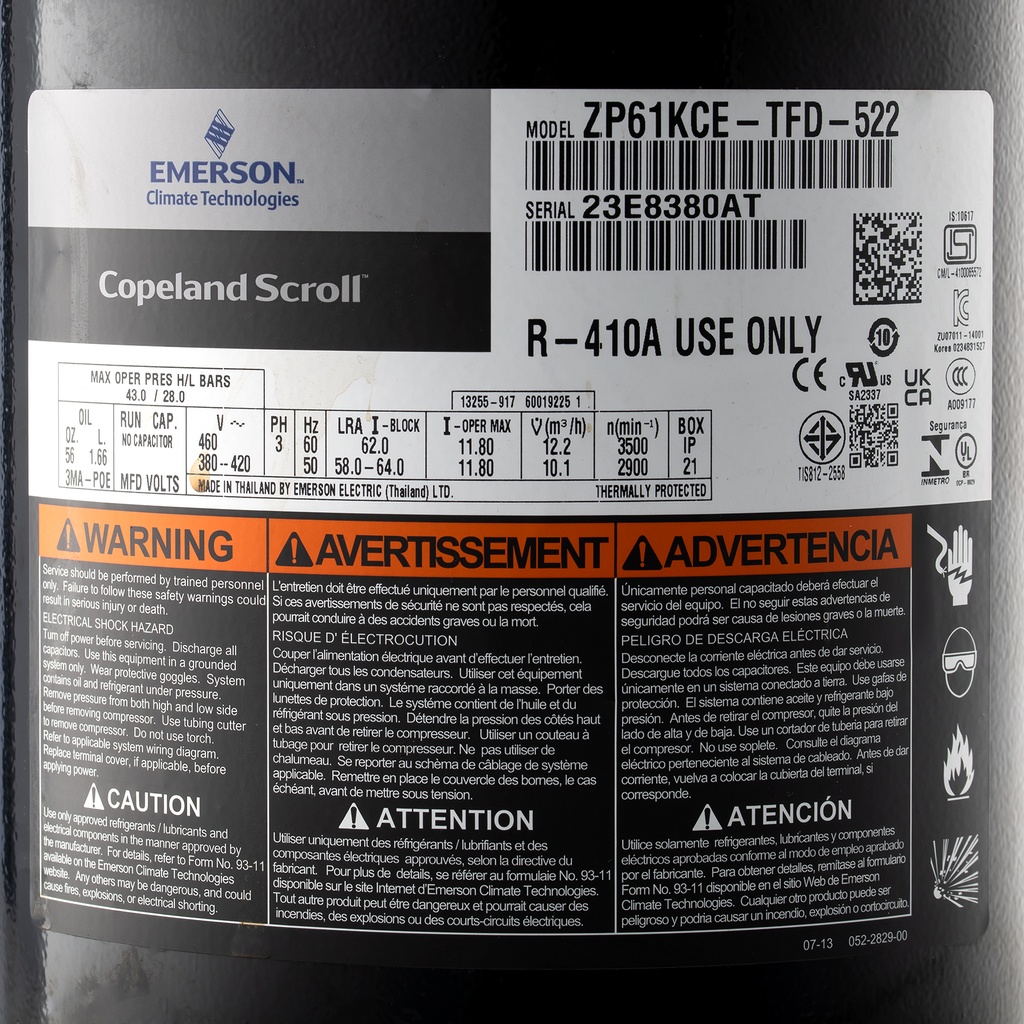 EMERSON™
Climate Technologies
Copeland Scroll™
MODEL ZP61KCE-TFD-522
SERIAL 23E8380AT
R-410A USE ONLY
IS:10617
CM/L-4100065572
ZU07011-14001
Korea 0234831527
10
CE
c RU US
SA2337
UK
CA
CCC
A009177
TIS812-2558
Segurança
INMETRO
UL
BR
OCP-0029
MAX OPER PRES H/L BARS
43.0 / 28.0
13255-917 60019225 1
OIL RUN CAP. V ~ PH Hz LRA I-BLOCK I-OPER MAX V̇(m³/h) n(min⁻¹) BOX
OZ. L. NO CAPACITOR 460 3 60 62.0 11.80 12.2 3500 IP
56 1.66 380--420 50 58.0-64.0 11.80 10.1 2900 21
3MA-POE MFD VOLTS MADE IN THAILAND BY EMERSON ELECTRIC (Thailand) LTD. THERMALLY PROTECTED
WARNING
Service should be performed by trained personnel
only. Failure to follow these safety warnings could
result in serious injury or death.
ELECTRICAL SHOCK HAZARD
Turn off power before servicing. Discharge all
capacitors. Use this equipment in a grounded
system only. Wear protective goggles. System
contains oil and refrigerant under pressure.
Remove pressure from both high and low side
before removing compressor. Use tubing cutter
to remove compressor. Do not use torch.
Refer to applicable system wiring diagram.
Replace terminal cover, if applicable, before
applying power.
CAUTION
Use only approved refrigerants / lubricants and
electrical components in the manner approved by
the manufacturer. For details, refer to Form No. 93-11
available on the Emerson Climate Technologies
website. Any others may be dangerous, and could
cause fires, explosions, or electrical shorting.
AVERTISSEMENT
L'entretien doit être effectué uniquement par le personnel qualifié.
Si ces avertissements de sécurité ne sont pas respectés, cela
pourrait conduire à des accidents graves ou la mort.
RISQUE D' ÉLECTROCUTION
Couper l'alimentation électrique avant d'effectuer l'entretien.
Décharger tous les condensateurs. Utiliser cet équipement
uniquement dans un système raccordé à la masse. Porter des
lunettes de protection. Le système contient de l'huile et du
réfrigérant sous pression. Détendre la pression des côtés haut
et bas avant de retirer le compresseur. Utiliser un couteau à
tubage pour retirer le compresseur. Ne pas utiliser de
chalumeau. Se reporter au schèma de câblage de système
applicable. Remettre en place le couvercle des bornes, le cas
échéant, avant de mettre sous tension.
ATTENTION
Utiliser uniquement des réfrigérants / lubrifiants et des
composantes électriques approuvés, selon la directive du
fabricant. Pour plus de details, se référer au formulaie No. 93-11
disponible sur le site Internet d'Emerson Climate Technologies.
Tout autre produit peut être dangereux et pourrait causer des
incendies, des explosions ou des courts-circuits électriques.
ADVERTENCIA
Únicamente personal capacitado deberá efectuar el
servicio del equipo. El no seguir estas advertencias de
seguridad podrá ser causa de lesiones graves o la muerte.
PELIGRO DE DESCARGA ELÉCTRICA
Desconecte la corriente eléctrica antes de dar servicio.
Descargue todos los capacitores. Este equipo debe usarse
únicamente en un sistema conectado a tierra. Use gafas de
protección. El sistema contiene aceite y refrigerante bajo
presión. Antes de retirar el compresor, quite la presión del
lado de alta y de baja. Use un cortador de tubería para retirar
el compresor. No use soplete. Consulte el diagrama
eléctrico perteneciente al sistema de cableado. Antes de dar
corriente, vuelva a colocar la cubierta del terminal, si
corresponde.
ATENCIÓN
Utilice solamente refrigerantes, lubricantes y componentes
eléctricos aprobadas conforme al modo de empleo aprobado
por el fabricante. Para obtener detalles, remítase al formulario
Form No. 93-11 disponible en el sitio Web de Emerson
Climate Technologies. Cualquier otro producto puede ser
peligroso y podría causar un incendio, explosión o cortocircuito.
07-13 052-2829-00